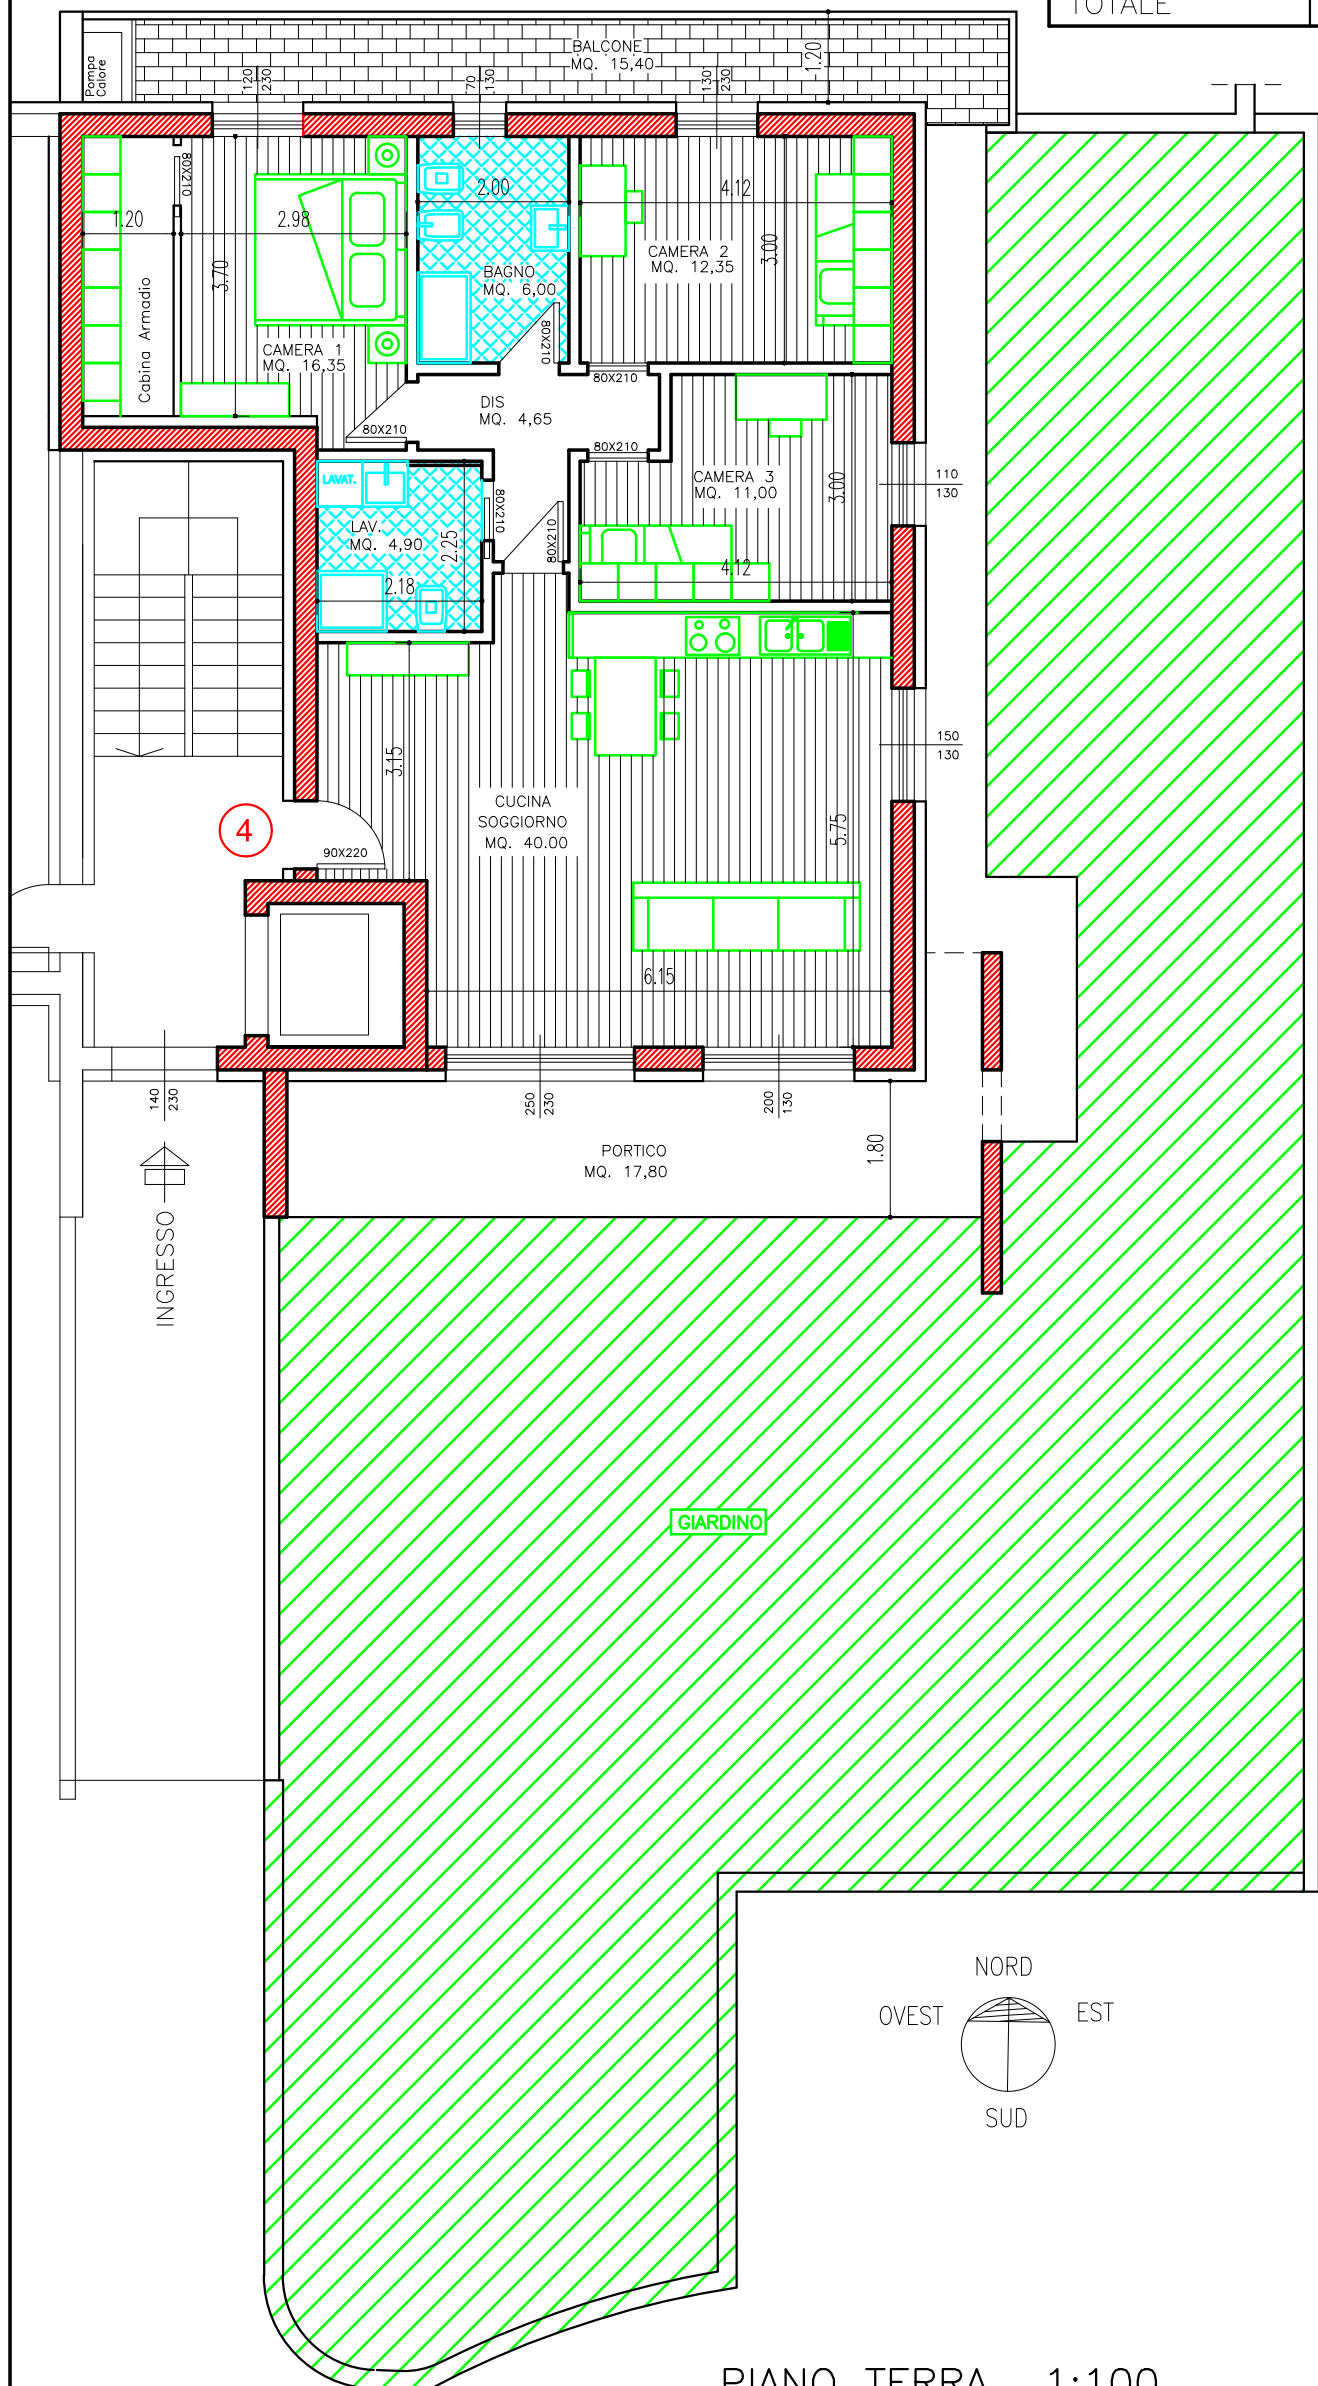 TOTALE
BALCONE
MQ. 15,40
1.20
Pompa
Calore
120
230
70
130
130
230
80X210
1.20
2.98
3.70
Cabina Armadio
CAMERA 1
MQ. 16,35
2.00
BAGNO
MQ. 6,00
80X210
4.12
CAMERA 2
MQ. 12,35
3.00
80X210
DIS
MQ. 4,65
80X210
80X210
CAMERA 3
MQ. 11,00
3.00
4.12
110
130
LAVAT.
LAV.
MQ. 4,90
2.25
2.18
80X210
80X210
150
130
3.15
CUCINA
SOGGIORNO
MQ. 40.00
5.75
4
90X220
6.15
140
230
250
230
200
130
PORTICO
MQ. 17,80
1.80
INGRESSO
GIARDINO
NORD
OVEST
EST
SUD
PIANO TERRA 1:100